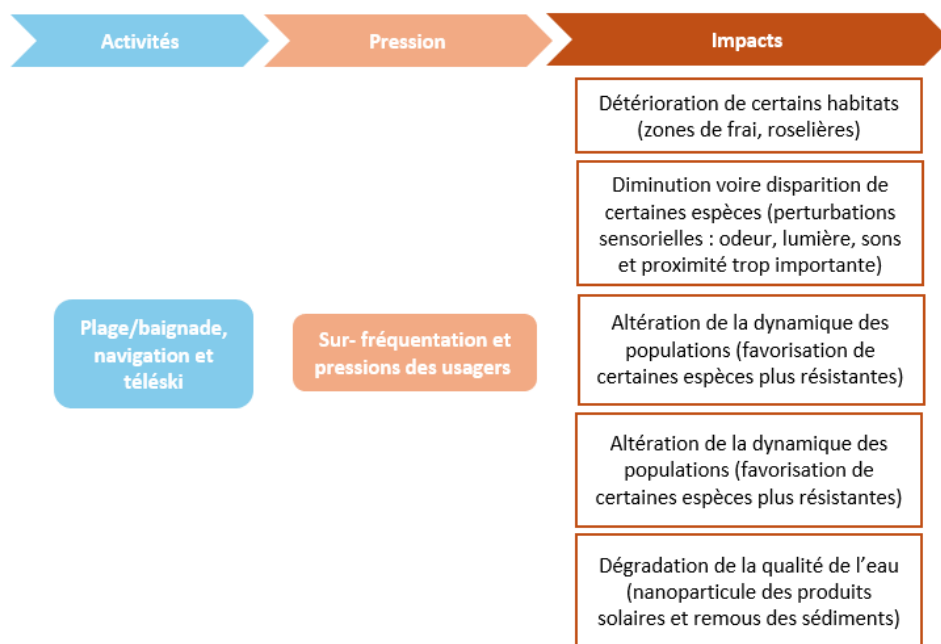 Activités
Pression
Impacts
Détérioration de certains habitats
(zones de frai, roselières)
Diminution voire disparition de
certaines espèces (perturbations
sensorielles : odeur, lumière, sons
et proximité trop importante)
Plage/baignade,
navigation et
téléski
Sur- fréquentation et
pressions des usagers
Altération de la dynamique des
populations (favorisation de
certaines espèces plus résistantes)
Altération de la dynamique des
populations (favorisation de
certaines espèces plus résistantes)
Dégradation de la qualité de l’eau
(nanoparticule des produits
solaires et remous des sédiments)